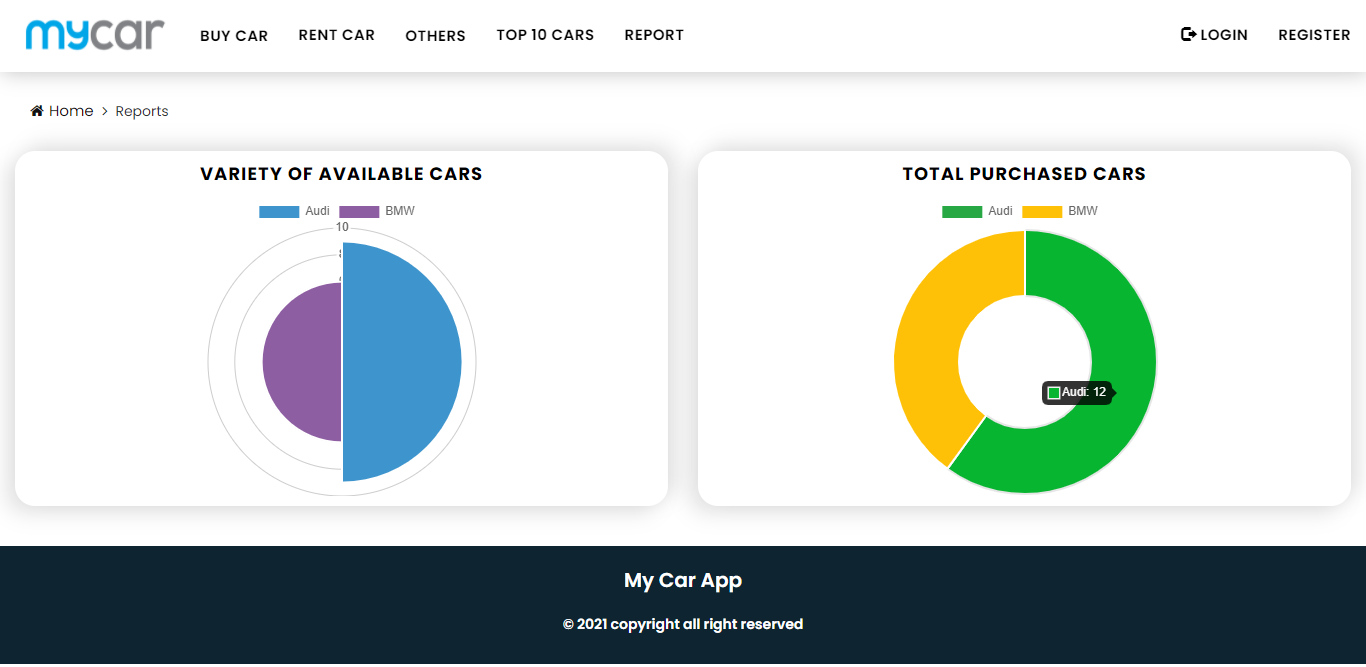 mycar BUY CAR RENT CAR OTHERS TOP 10 CARS REPORT LOGIN REGISTER
Home > Reports
VARIETY OF AVAILABLE CARS
Audi BMW
10
TOTAL PURCHASED CARS
Audi BMW
Audi: 12
My Car App
© 2021 copyright all right reserved